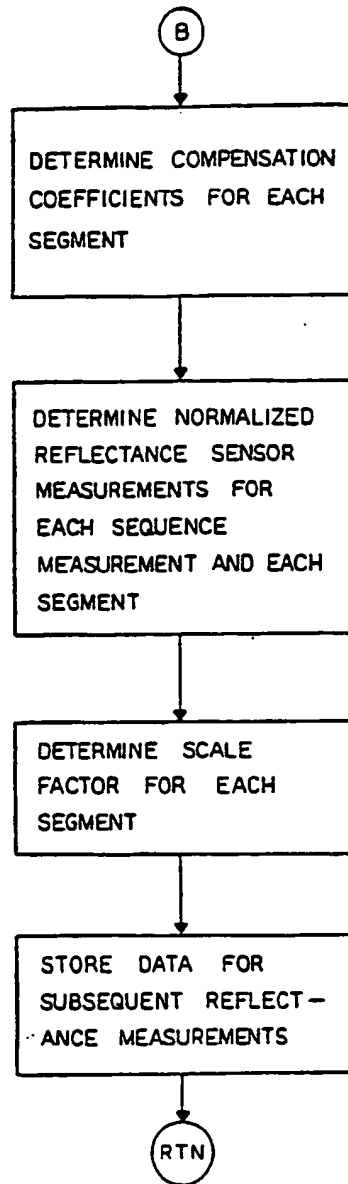 B
DETERMINE COMPENSATION
COEFFICIENTS FOR EACH
SEGMENT
DETERMINE NORMALIZED
REFLECTANCE SENSOR
MEASUREMENTS FOR
EACH SEQUENCE
MEASUREMENT AND EACH
SEGMENT
DETERMINE SCALE
FACTOR FOR EACH
SEGMENT
STORE DATA FOR
SUBSEQUENT REFLECT-
ANCE MEASUREMENTS
RTN